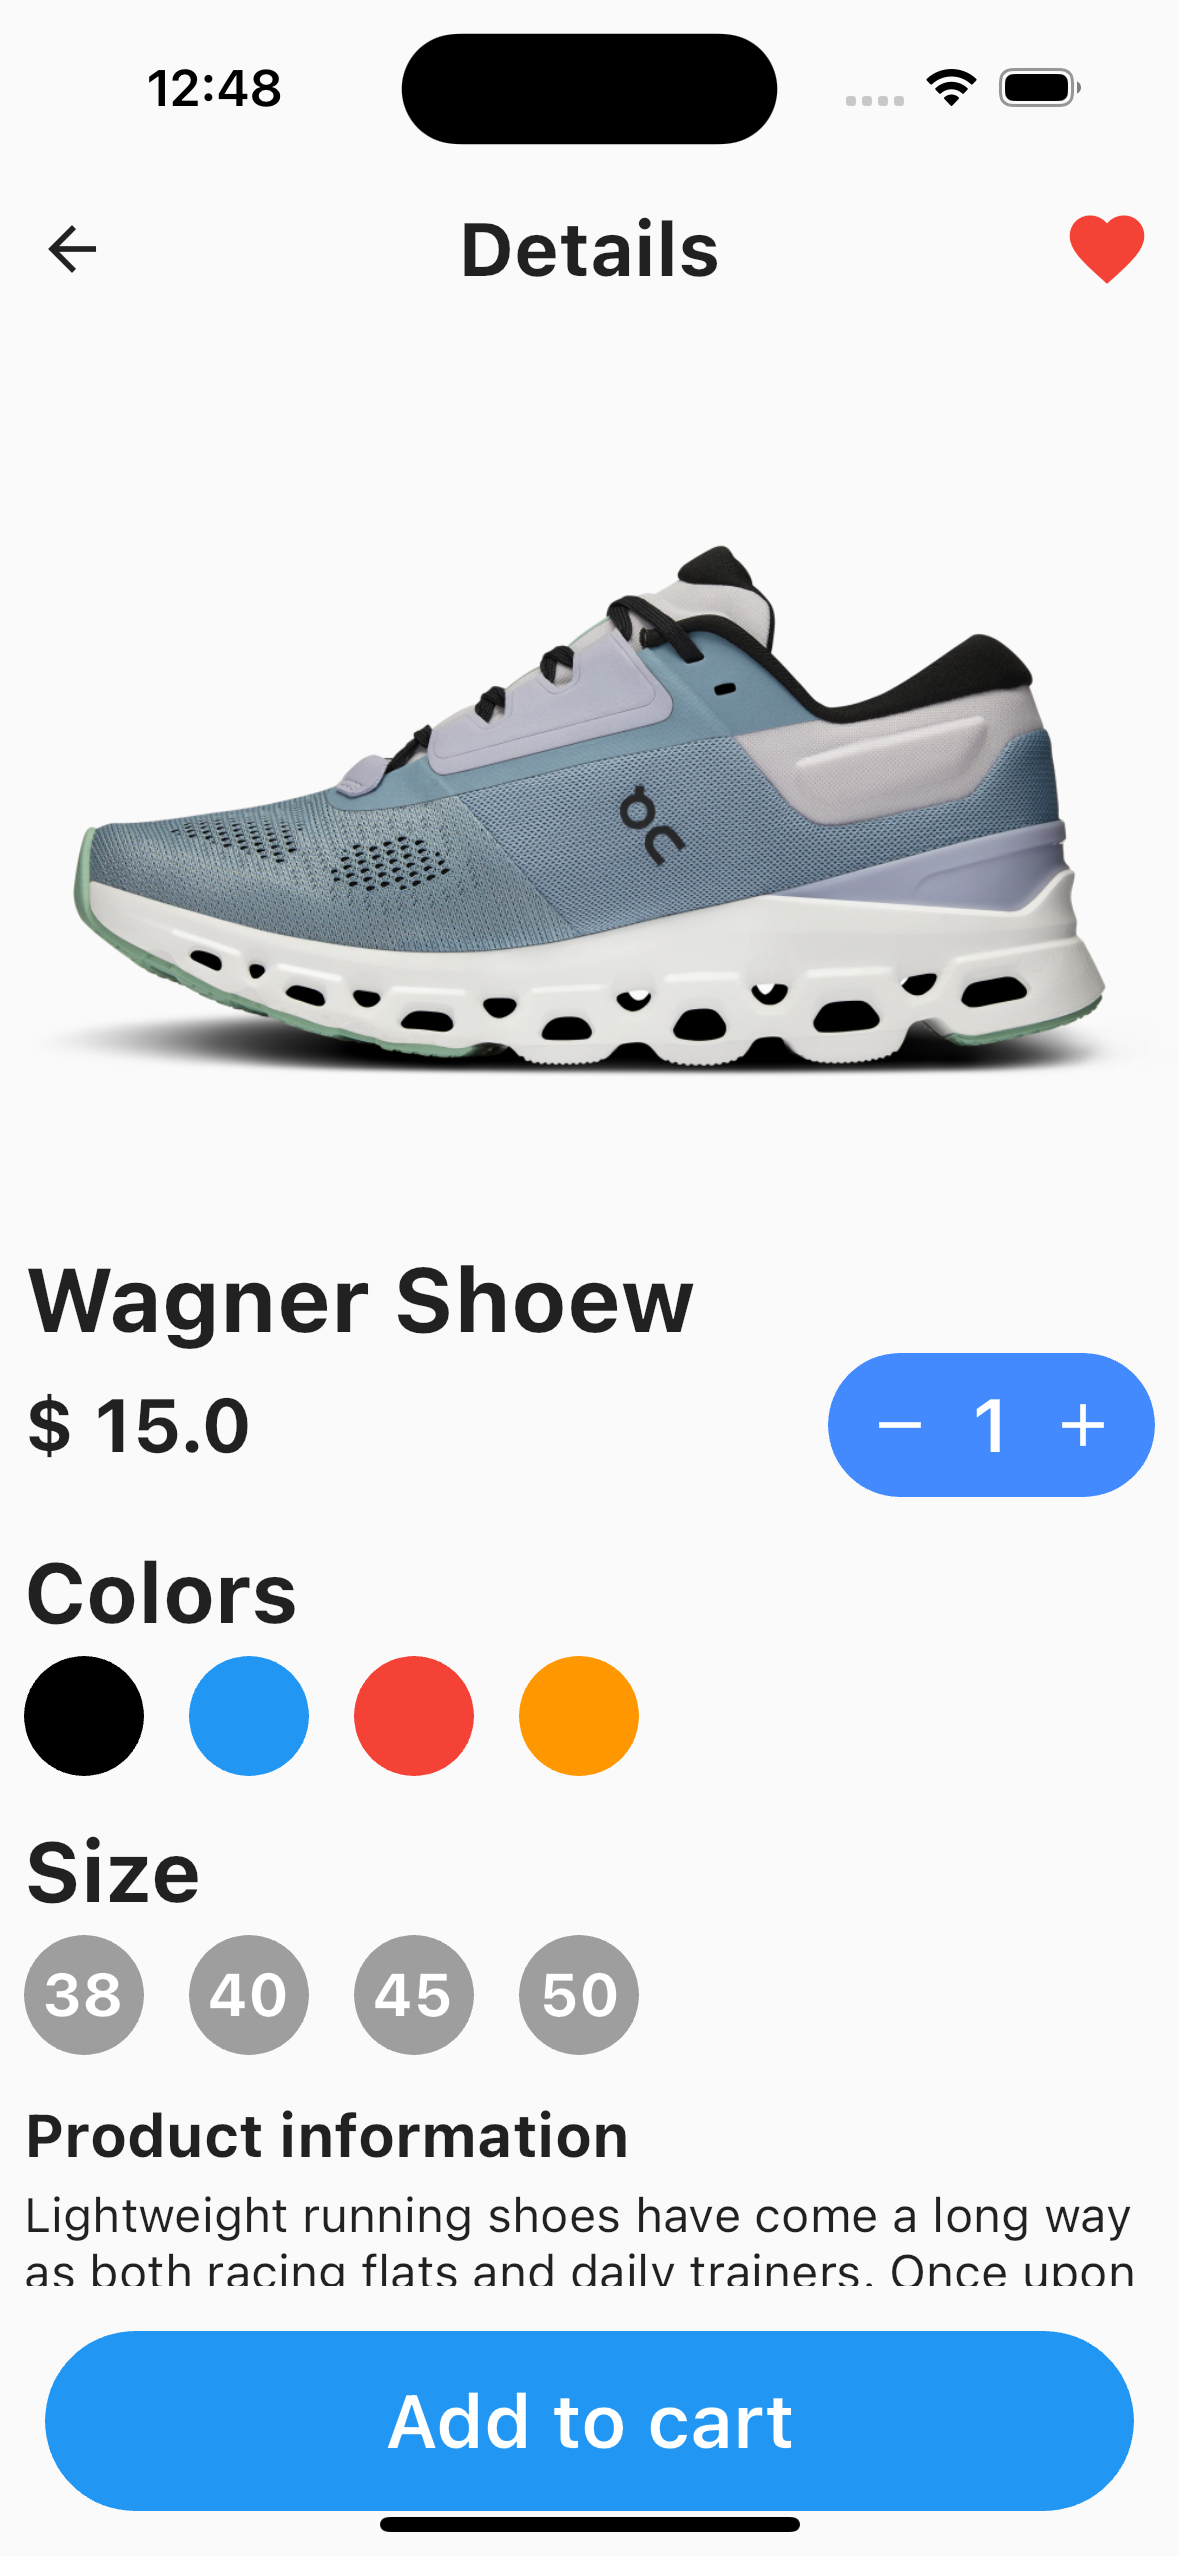 12:48
Details
Wagner Shoew
$ 15.0
− 1 +
Colors
Size
38 40 45 50
Product information
Lightweight running shoes have come a long way
as both racing flats and daily trainers. Once upon
Add to cart